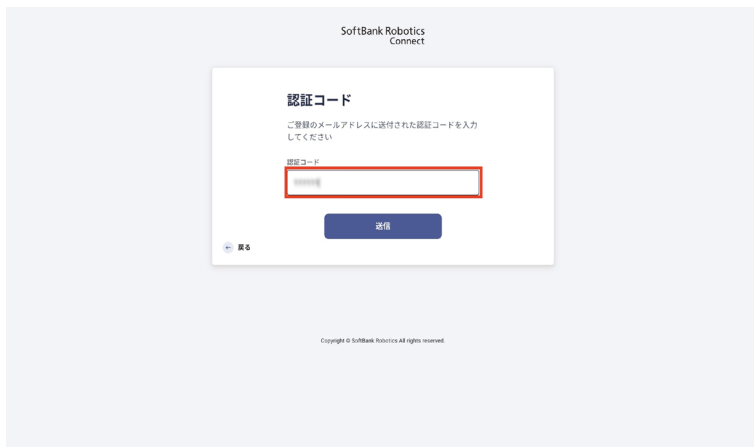 SoftBank Robotics
Connect
認証コード
ご登録のメールアドレスに送付された認証コードを入力
してください
認証コード
送信
戻る
Copyright © SoftBank Robotics All rights reserved.